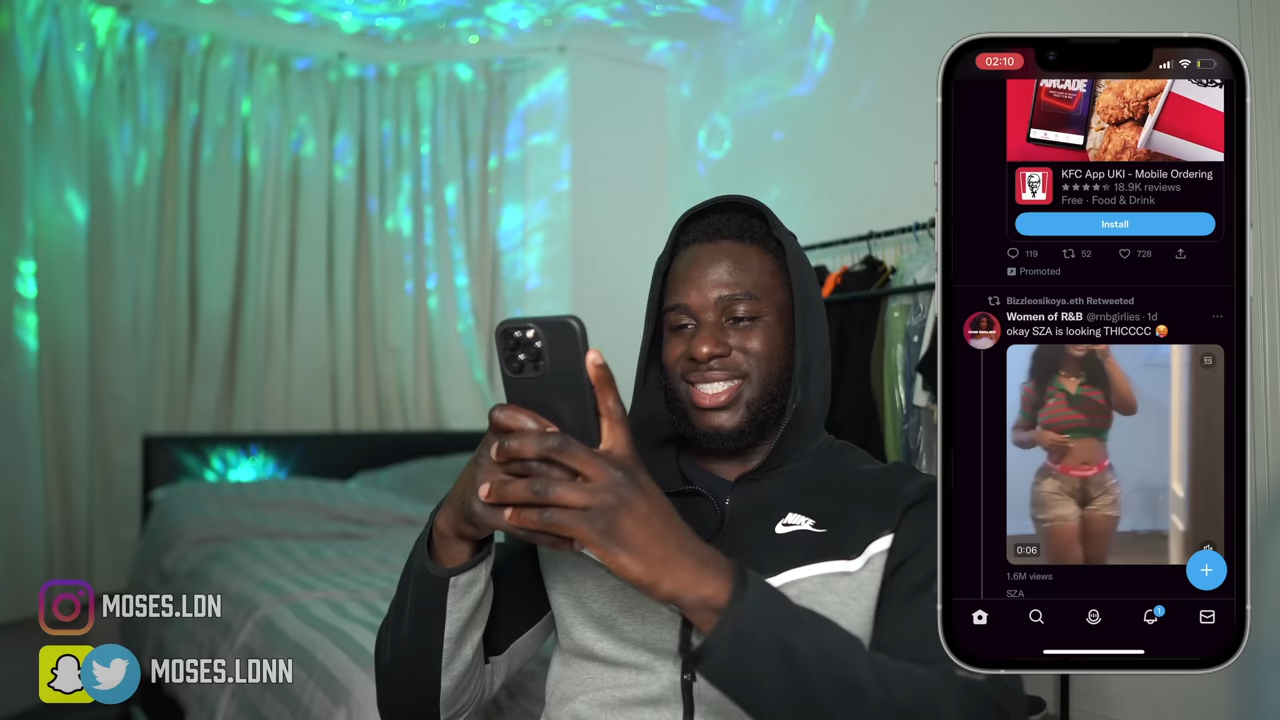 02:10
ARCADE
KFC App UKI - Mobile Ordering
18.9K reviews
Free · Food & Drink
Install
119
52
728
Promoted
Bizzleosikoya.eth Retweeted
Women of R&B @rnbgirlies · 1d
okay SZA is looking THICCCC 🥵
0:06
1.6M views
SZA
1
NIKE
MOSES.LDN
MOSES.LDNN